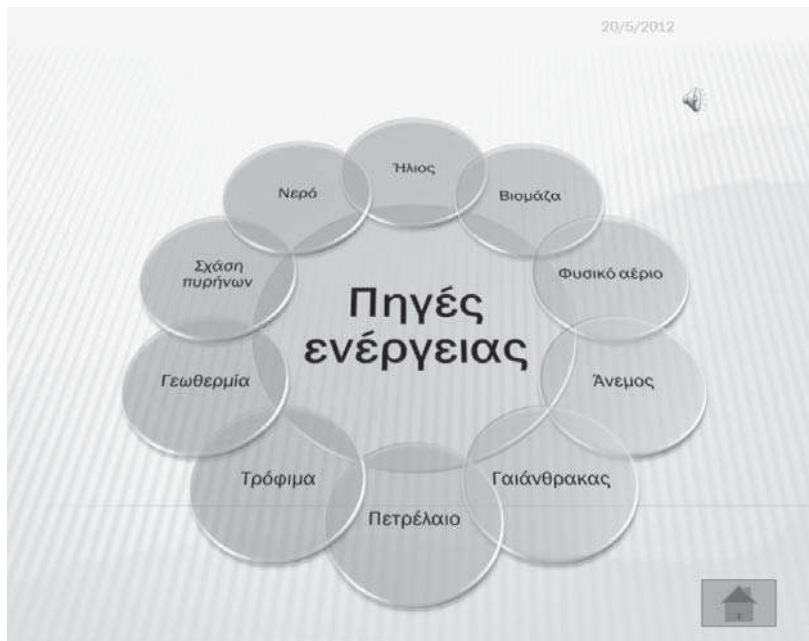 20/5/2012
Ήλιος
Νερό
Βιομάζα
Σχάση
πυρήνων
Φυσικό αέριο
Πηγές
ενέργειας
Γεωθερμία
Άνεμος
Τρόφιμα
Γαιάνθρακας
Πετρέλαιο